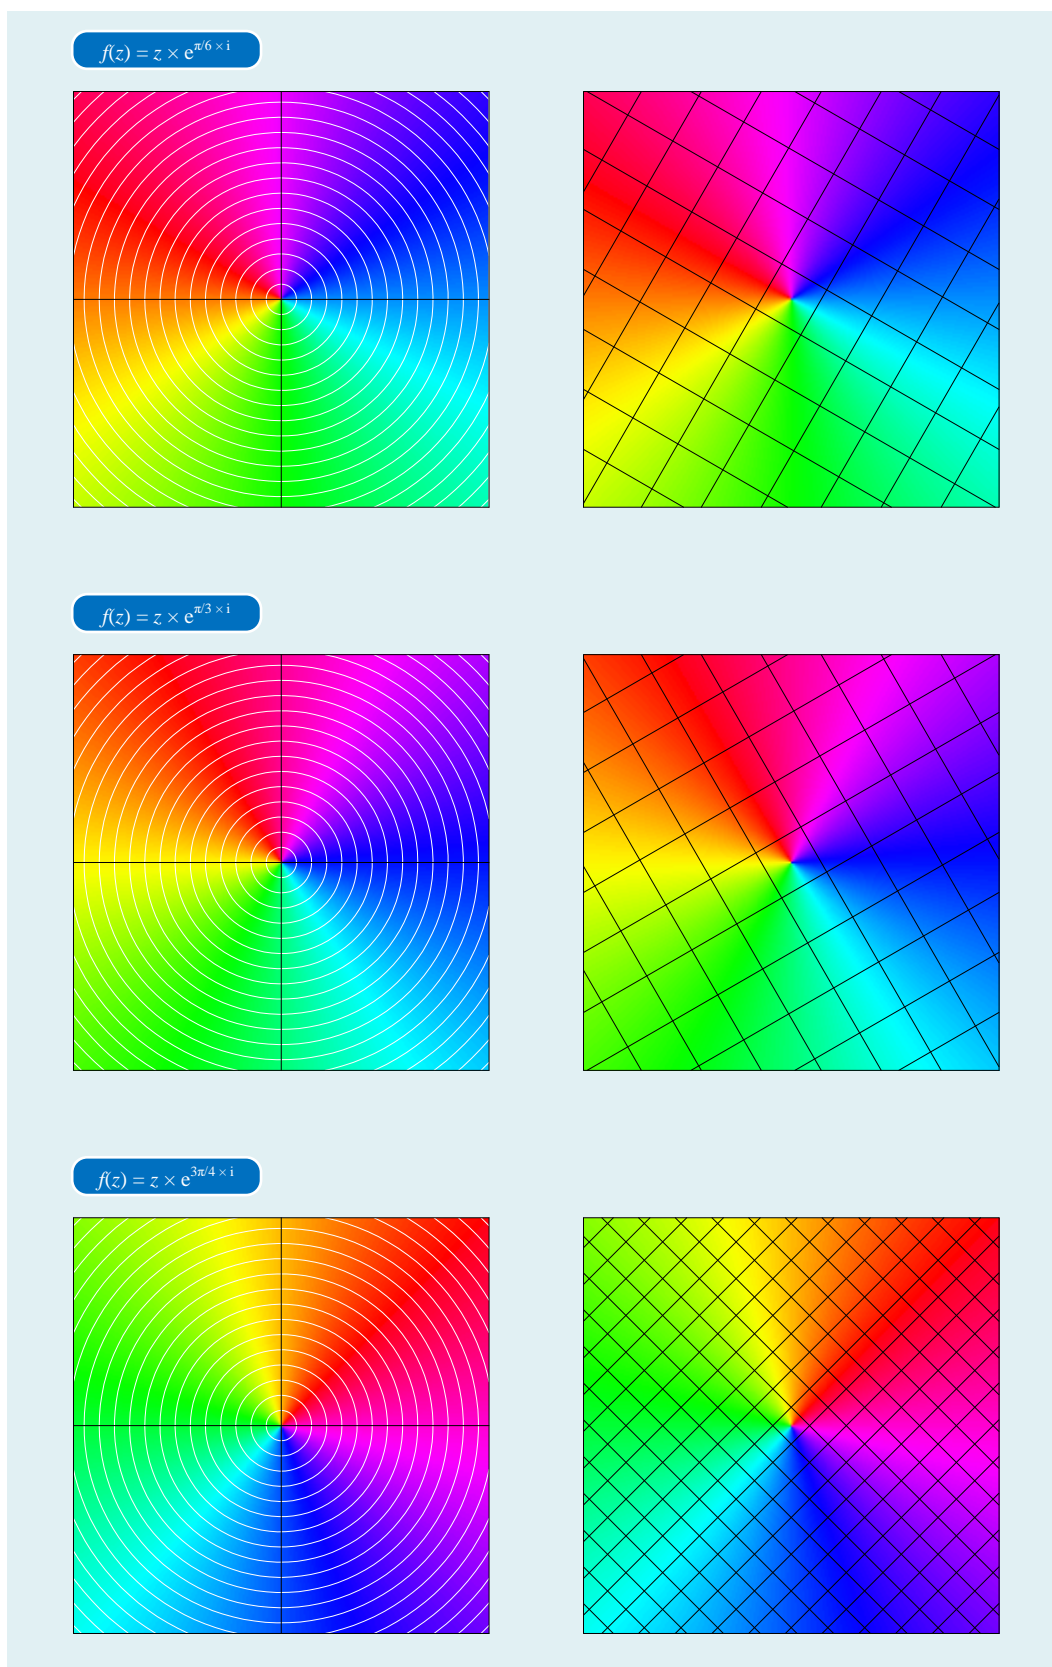 f(z) = z × e^{π/6 × i}
f(z) = z × e^{π/3 × i}
f(z) = z × e^{3π/4 × i}